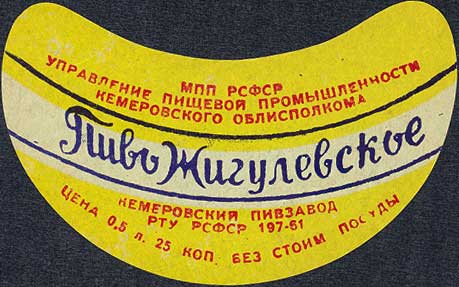 МПП РСФСР
УПРАВЛЕНИЕ ПИЩЕВОЙ ПРОМЫШЛЕННОСТИ
КЕМЕРОВСКОГО ОБЛИСПОЛКОМА
Пиво Жигулевское
КЕМЕРОВСКИЙ ПИВЗАВОД
РТУ РСФСР 197-61
ЦЕНА 0,5 л. 25 КОП. БЕЗ СТОИМ ПОСУДЫ